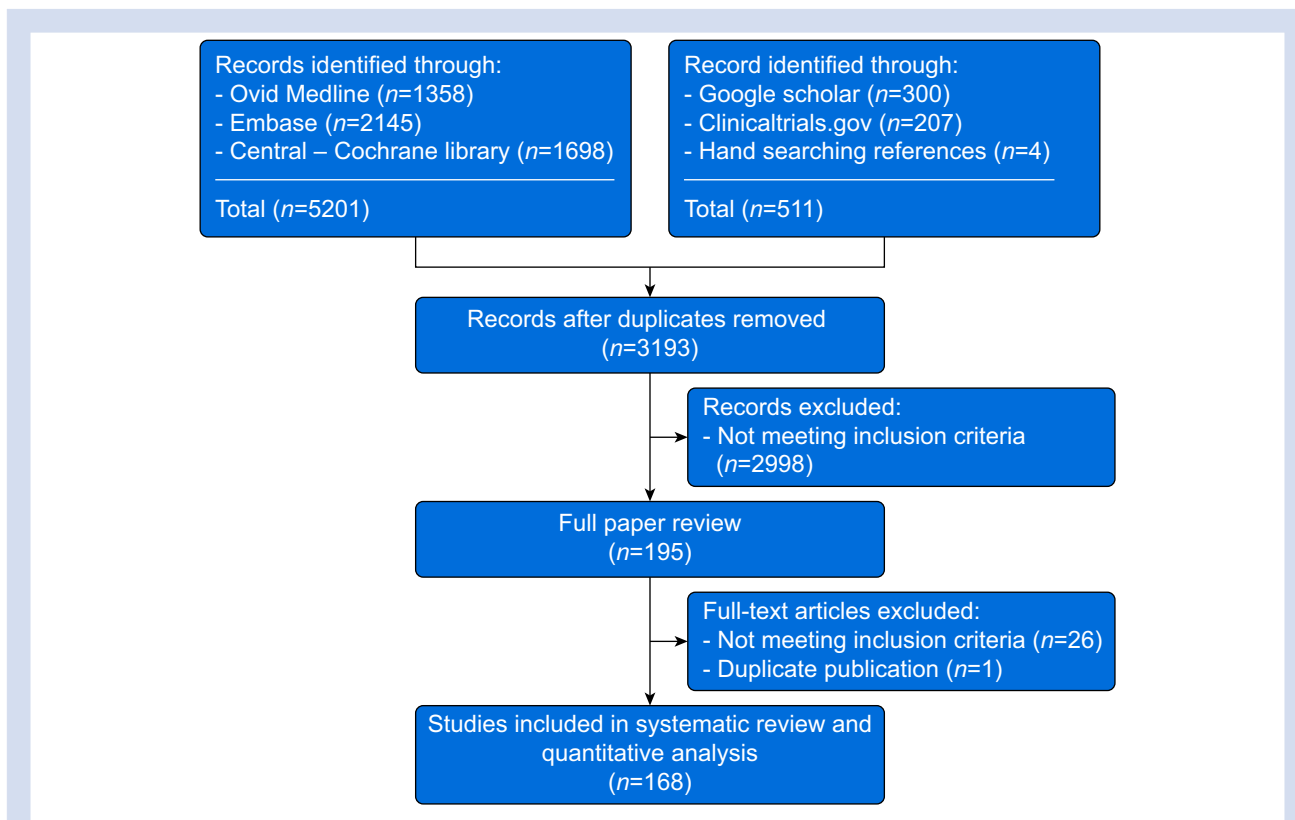 Records identified through:
- Ovid Medline (n=1358)
- Embase (n=2145)
- Central – Cochrane library (n=1698)
Total (n=5201)
Record identified through:
- Google scholar (n=300)
- Clinicaltrials.gov (n=207)
- Hand searching references (n=4)
Total (n=511)
Records after duplicates removed
(n=3193)
Records excluded:
- Not meeting inclusion criteria
(n=2998)
Full paper review
(n=195)
Full-text articles excluded:
- Not meeting inclusion criteria (n=26)
- Duplicate publication (n=1)
Studies included in systematic review and
quantitative analysis
(n=168)